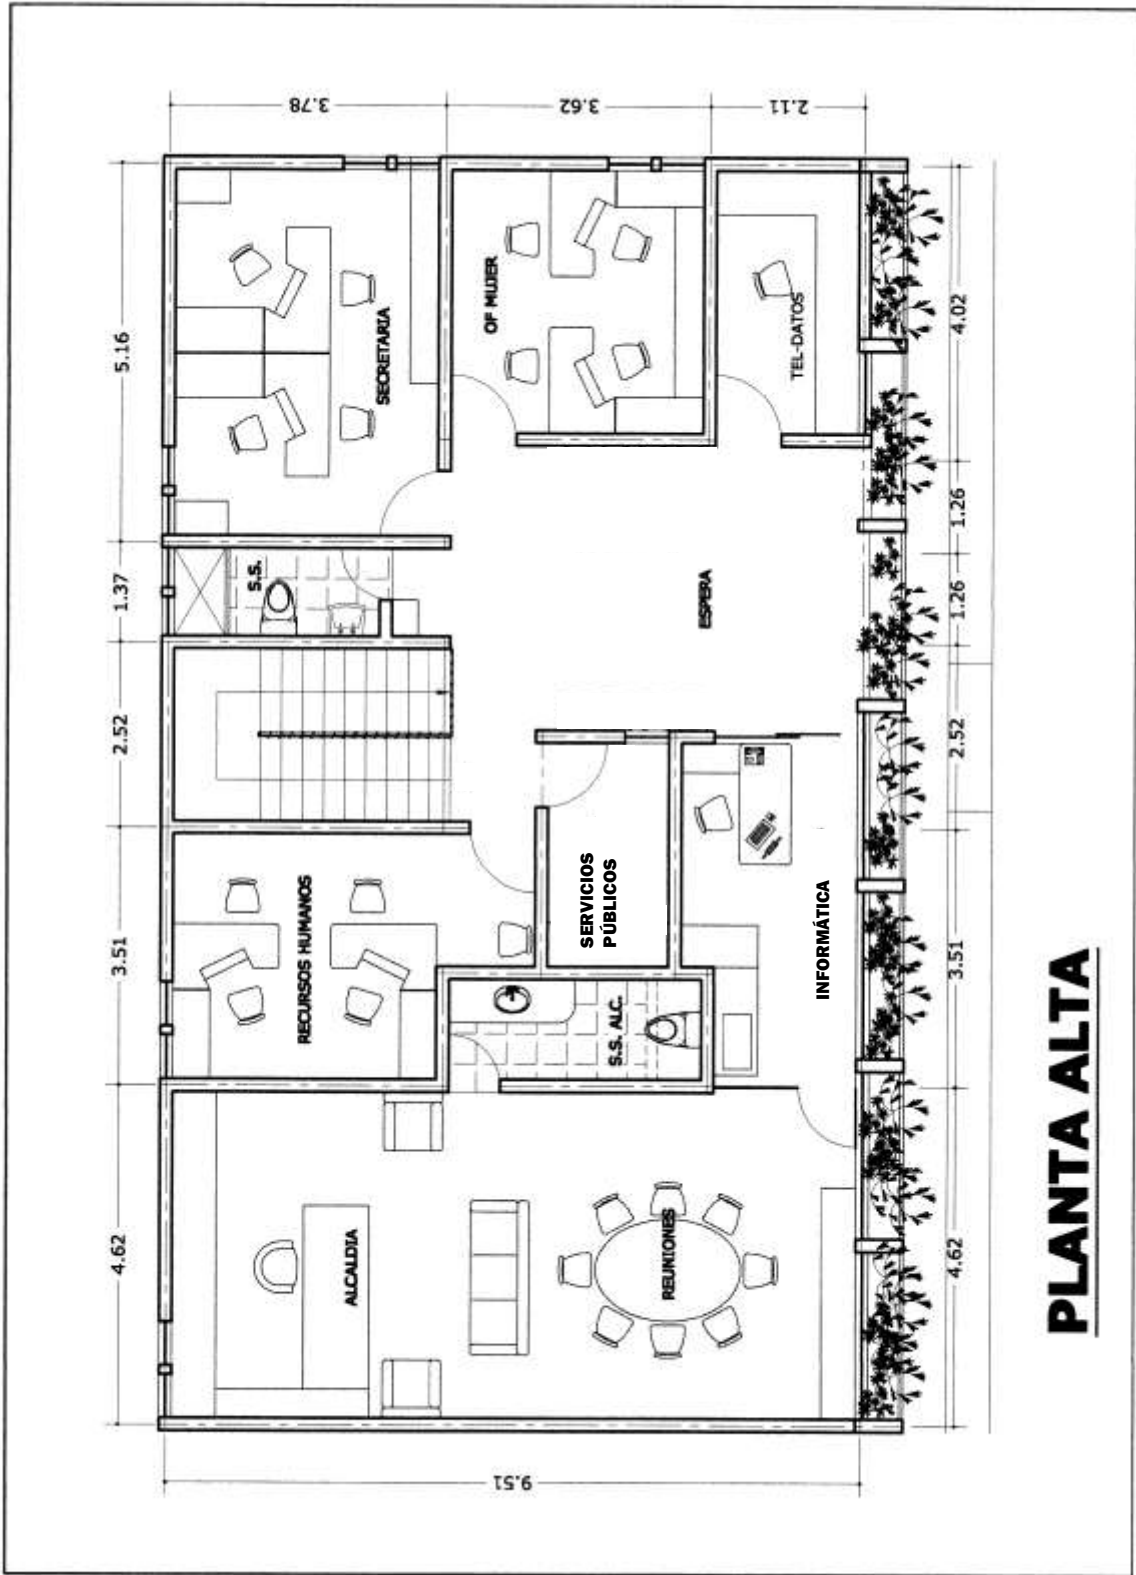 4.62
3.51
2.52
1.37
5.16
3.78
3.62
2.11
9.51
ALCALDIA
REUNIONES
RECURSOS HUMANOS
S.S. ALC.
SERVICIOS
PÚBLICOS
INFORMÁTICA
S.S.
ESPERA
SECRETARIA
OF MUJER
TEL-DATOS
4.62
3.51
2.52
1.26
1.26
4.02
PLANTA ALTA